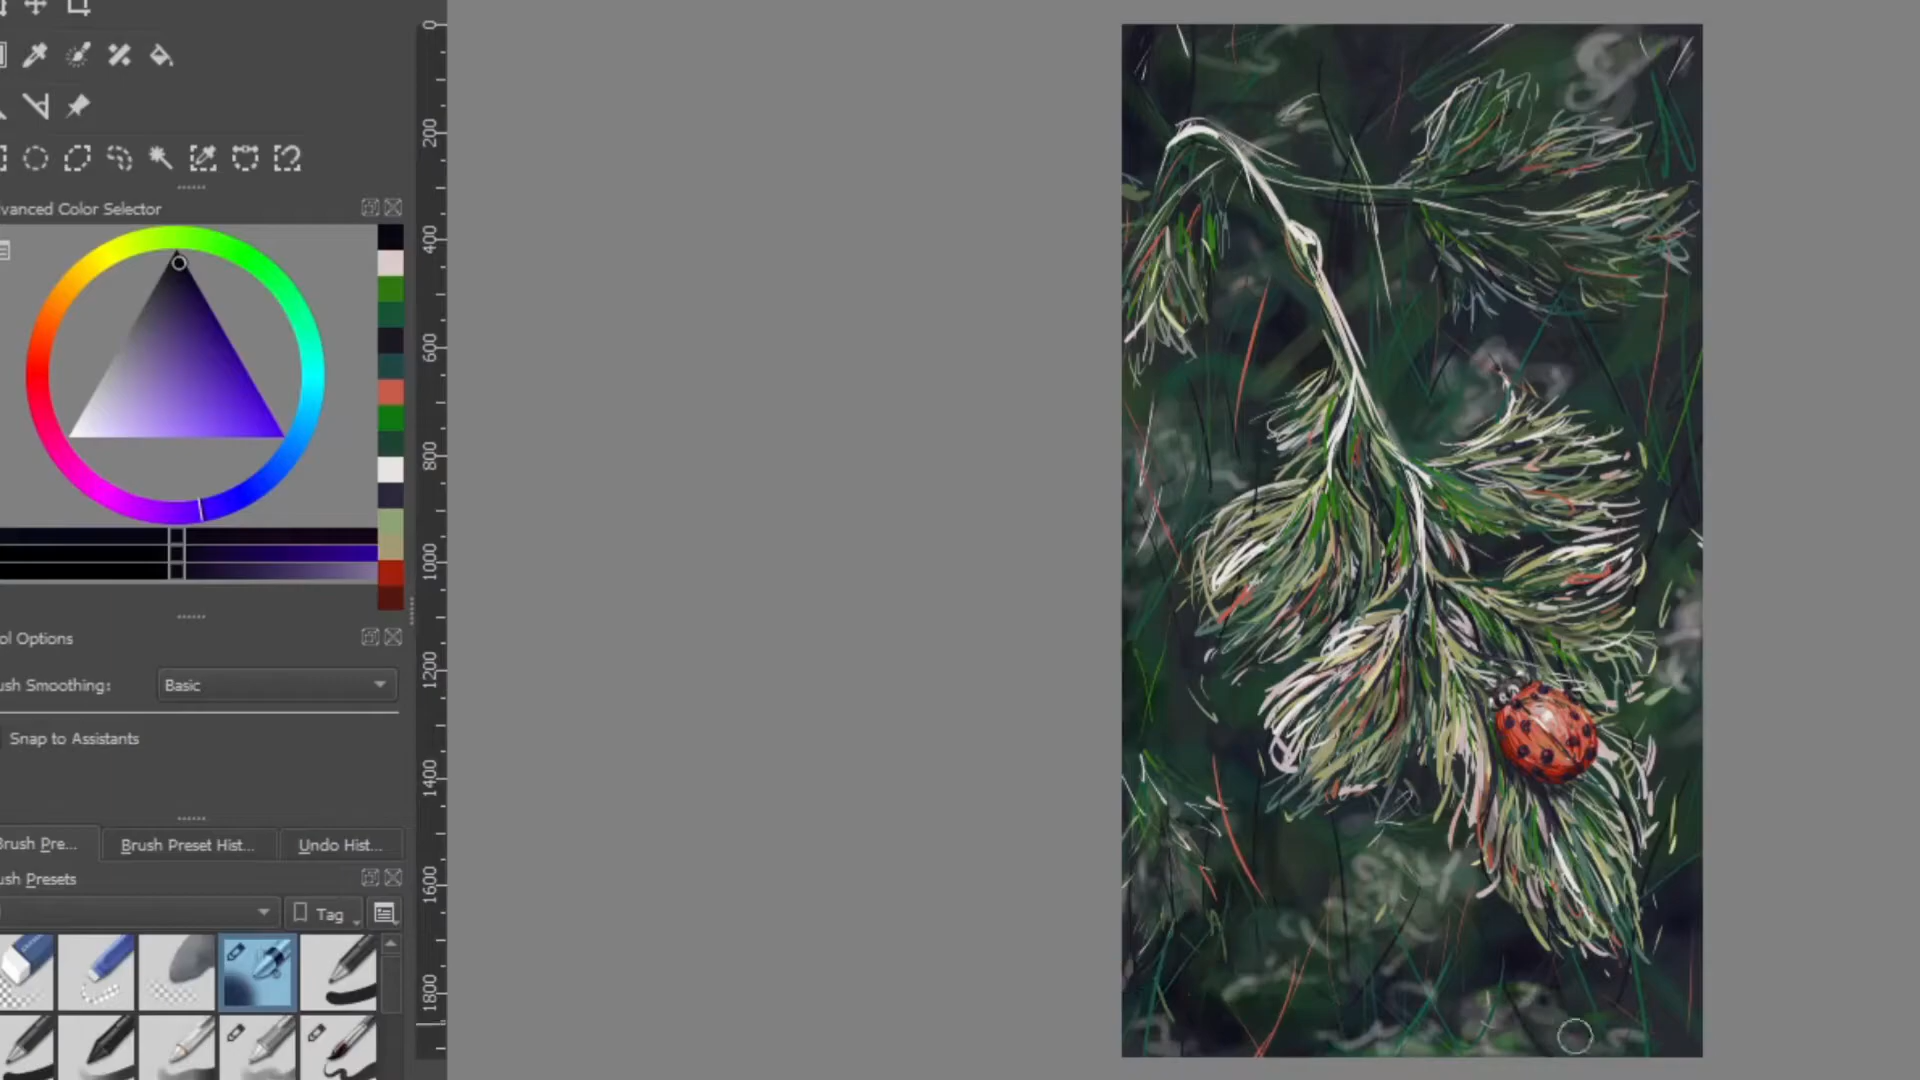 vanced Color Selector
ol Options
ush Smoothing:
Basic
Snap to Assistants
Brush Pre...
Brush Preset Hist...
Undo Hist...
ush Presets
Tag
0
200
400
600
800
1000
1200
1400
1600
1800